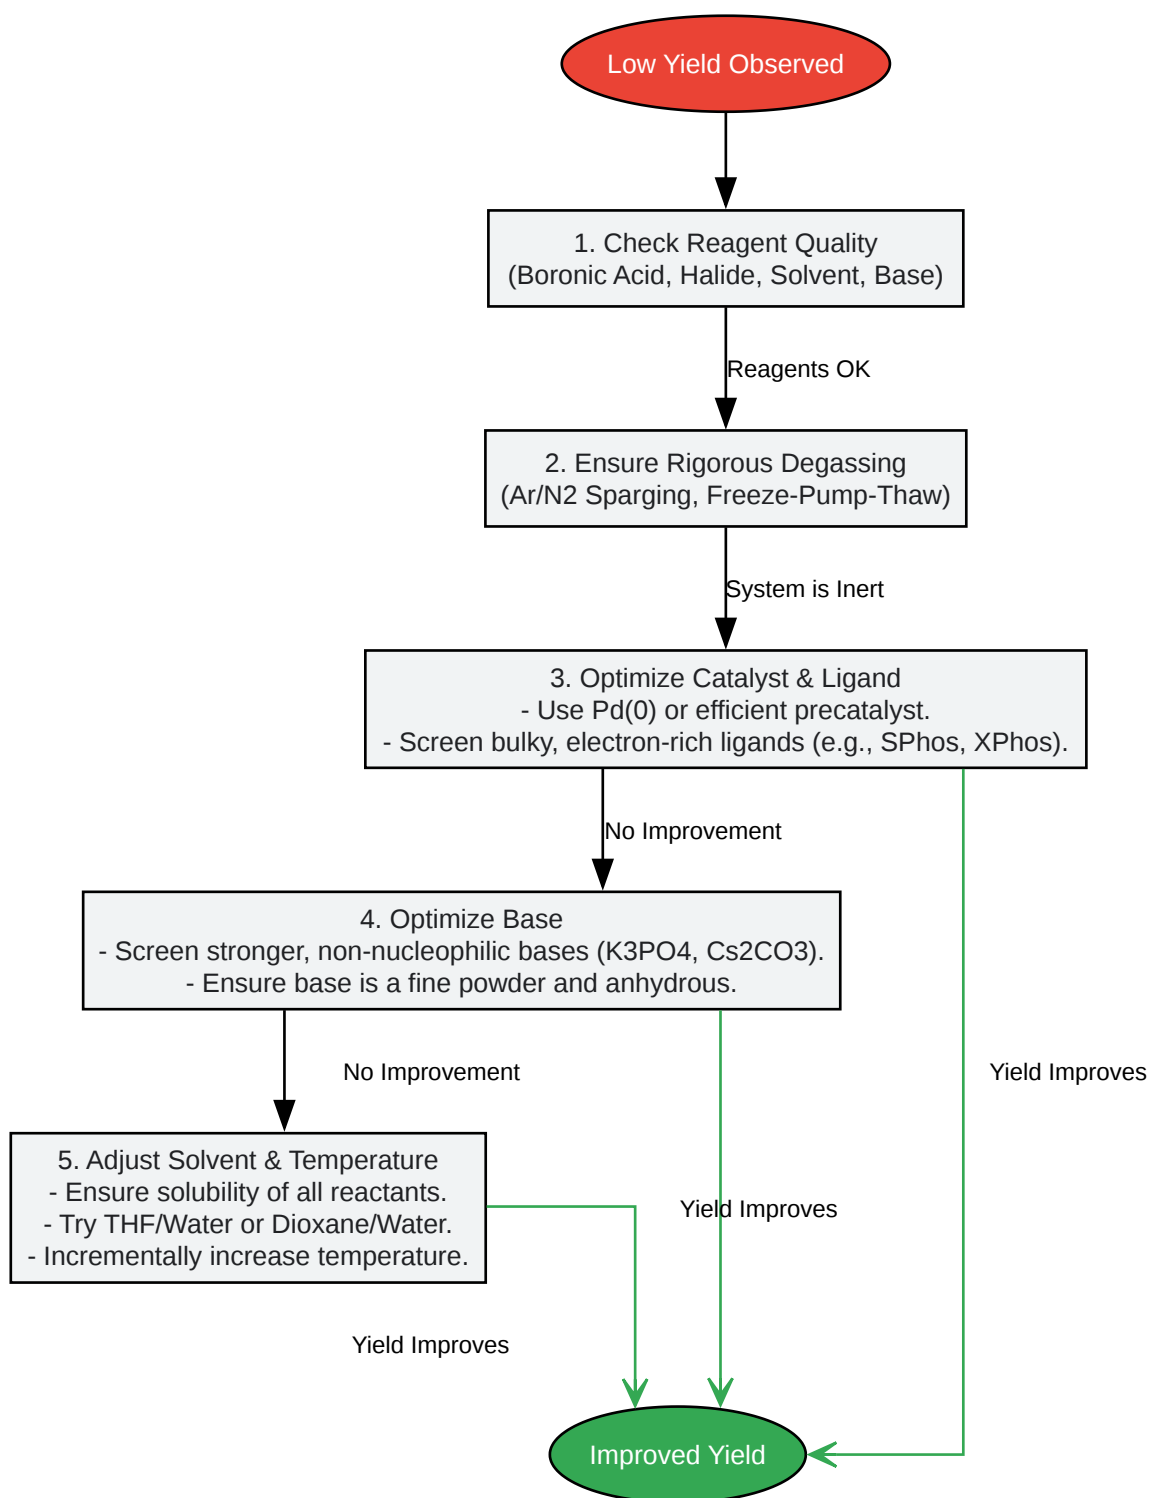 Low Yield Observed
1. Check Reagent Quality
(Boronic Acid, Halide, Solvent, Base)
Reagents OK
2. Ensure Rigorous Degassing
(Ar/N2 Sparging, Freeze-Pump-Thaw)
System is Inert
3. Optimize Catalyst & Ligand
- Use Pd(0) or efficient precatalyst.
- Screen bulky, electron-rich ligands (e.g., SPhos, XPhos).
No Improvement
4. Optimize Base
- Screen stronger, non-nucleophilic bases (K3PO4, Cs2CO3).
- Ensure base is a fine powder and anhydrous.
No Improvement
Yield Improves
5. Adjust Solvent & Temperature
- Ensure solubility of all reactants.
- Try THF/Water or Dioxane/Water.
- Incrementally increase temperature.
Yield Improves
Yield Improves
Improved Yield